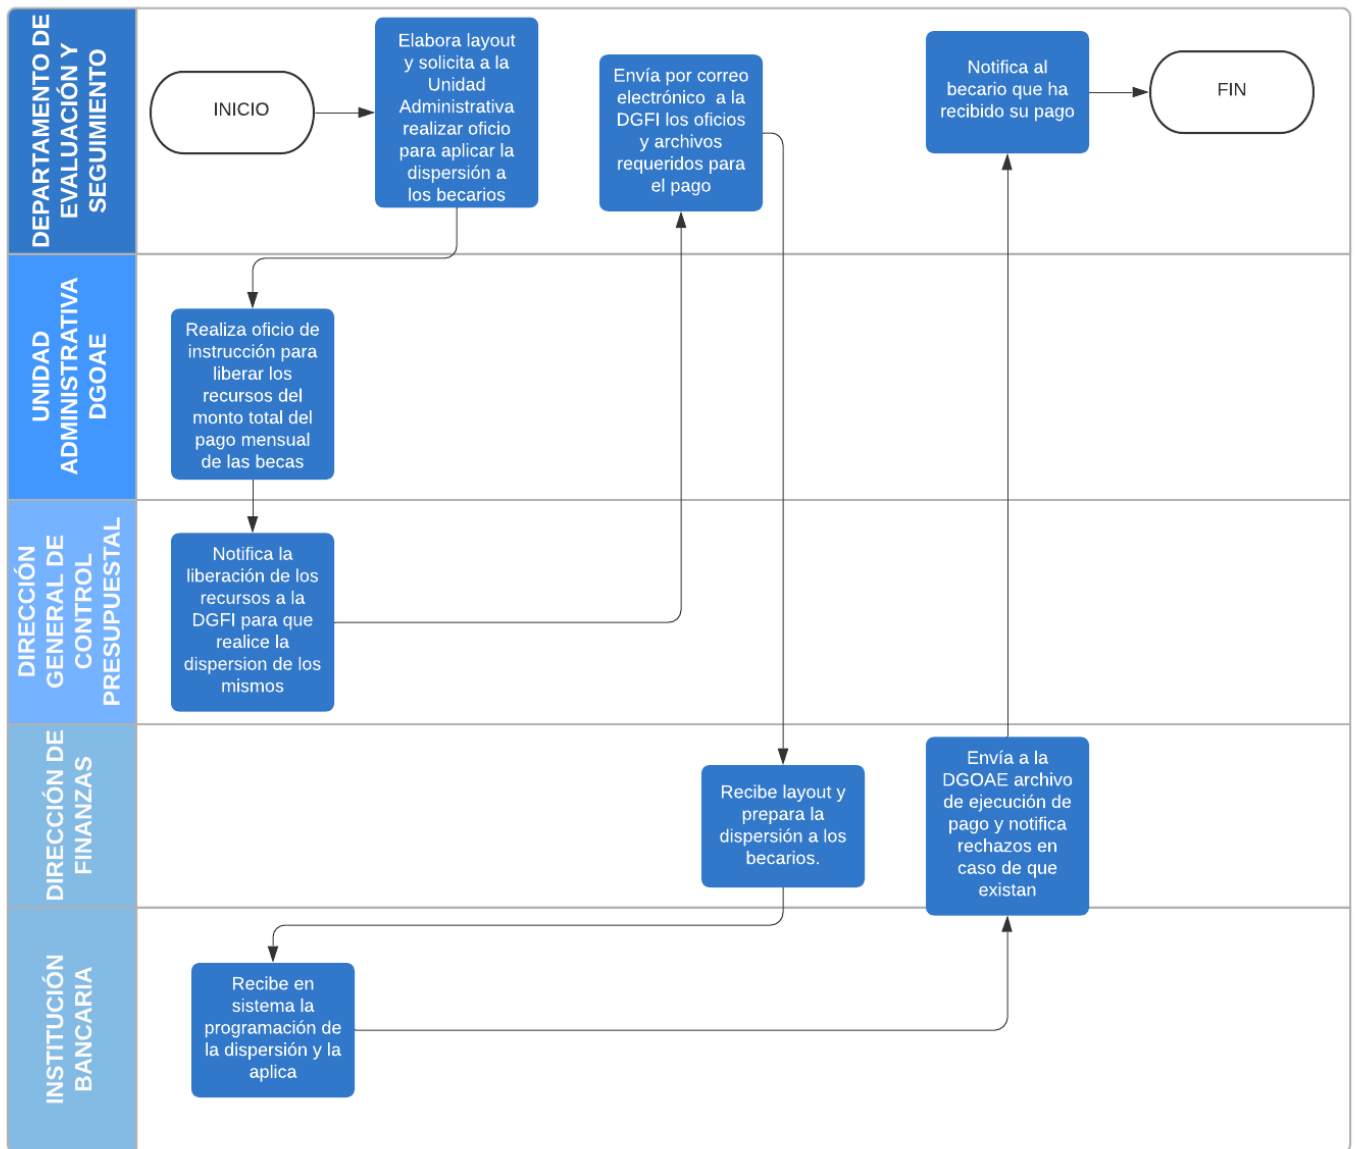 DEPARTAMENTO DE
EVALUACIÓN Y
SEGUIMIENTO
INICIO
Elabora layout
y solicita a la
Unidad
Administrativa
realizar oficio
para aplicar la
dispersión a
los becarios
Envía por correo
electrónico a la
DGFI los oficios
y archivos
requeridos para
el pago
Notifica al
becario que ha
recibido su pago
FIN
UNIDAD
ADMINISTRATIVA
DGOAE
Realiza oficio de
instrucción para
liberar los
recursos del
monto total del
pago mensual
de las becas
DIRECCIÓN
GENERAL DE
CONTROL
PRESUPUESTAL
Notifica la
liberación de los
recursos a la
DGFI para que
realice la
dispersion de los
mismos
DIRECCIÓN DE
FINANZAS
Recibe layout y
prepara la
dispersión a los
becarios.
Envía a la
DGOAE archivo
de ejecución de
pago y notifica
rechazos en
caso de que
existan
INSTITUCIÓN
BANCARIA
Recibe en
sistema la
programación de
la dispersión y la
aplica